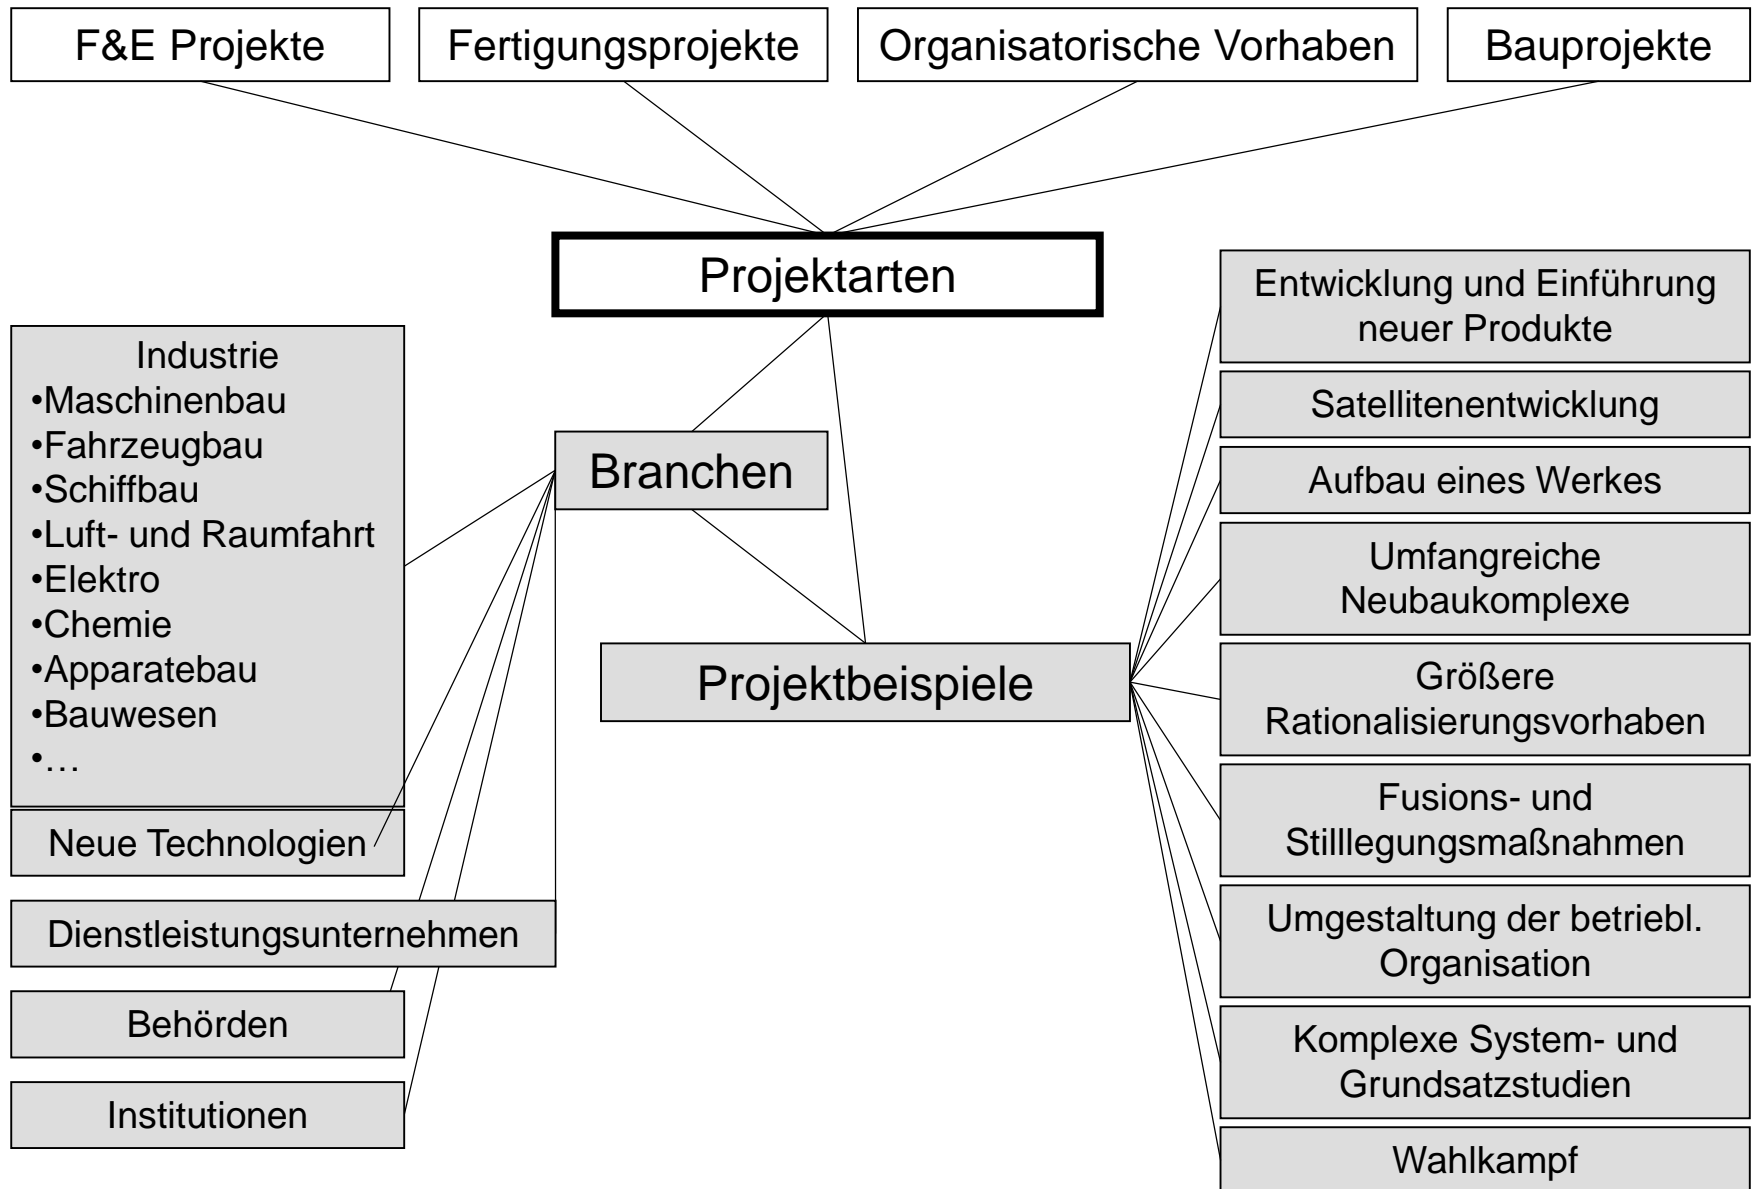 F&E Projekte
Fertigungsprojekte
Organisatorische Vorhaben
Bauprojekte
Projektarten
Industrie
•Maschinenbau
•Fahrzeugbau
•Schiffbau
•Luft- und Raumfahrt
•Elektro
•Chemie
•Apparatebau
•Bauwesen
•…
Neue Technologien
Dienstleistungsunternehmen
Behörden
Institutionen
Branchen
Projektbeispiele
Entwicklung und Einführung
neuer Produkte
Satellitenentwicklung
Aufbau eines Werkes
Umfangreiche
Neubaukomplexe
Größere
Rationalisierungsvorhaben
Fusions- und
Stilllegungsmaßnahmen
Umgestaltung der betriebl.
Organisation
Komplexe System- und
Grundsatzstudien
Wahlkampf